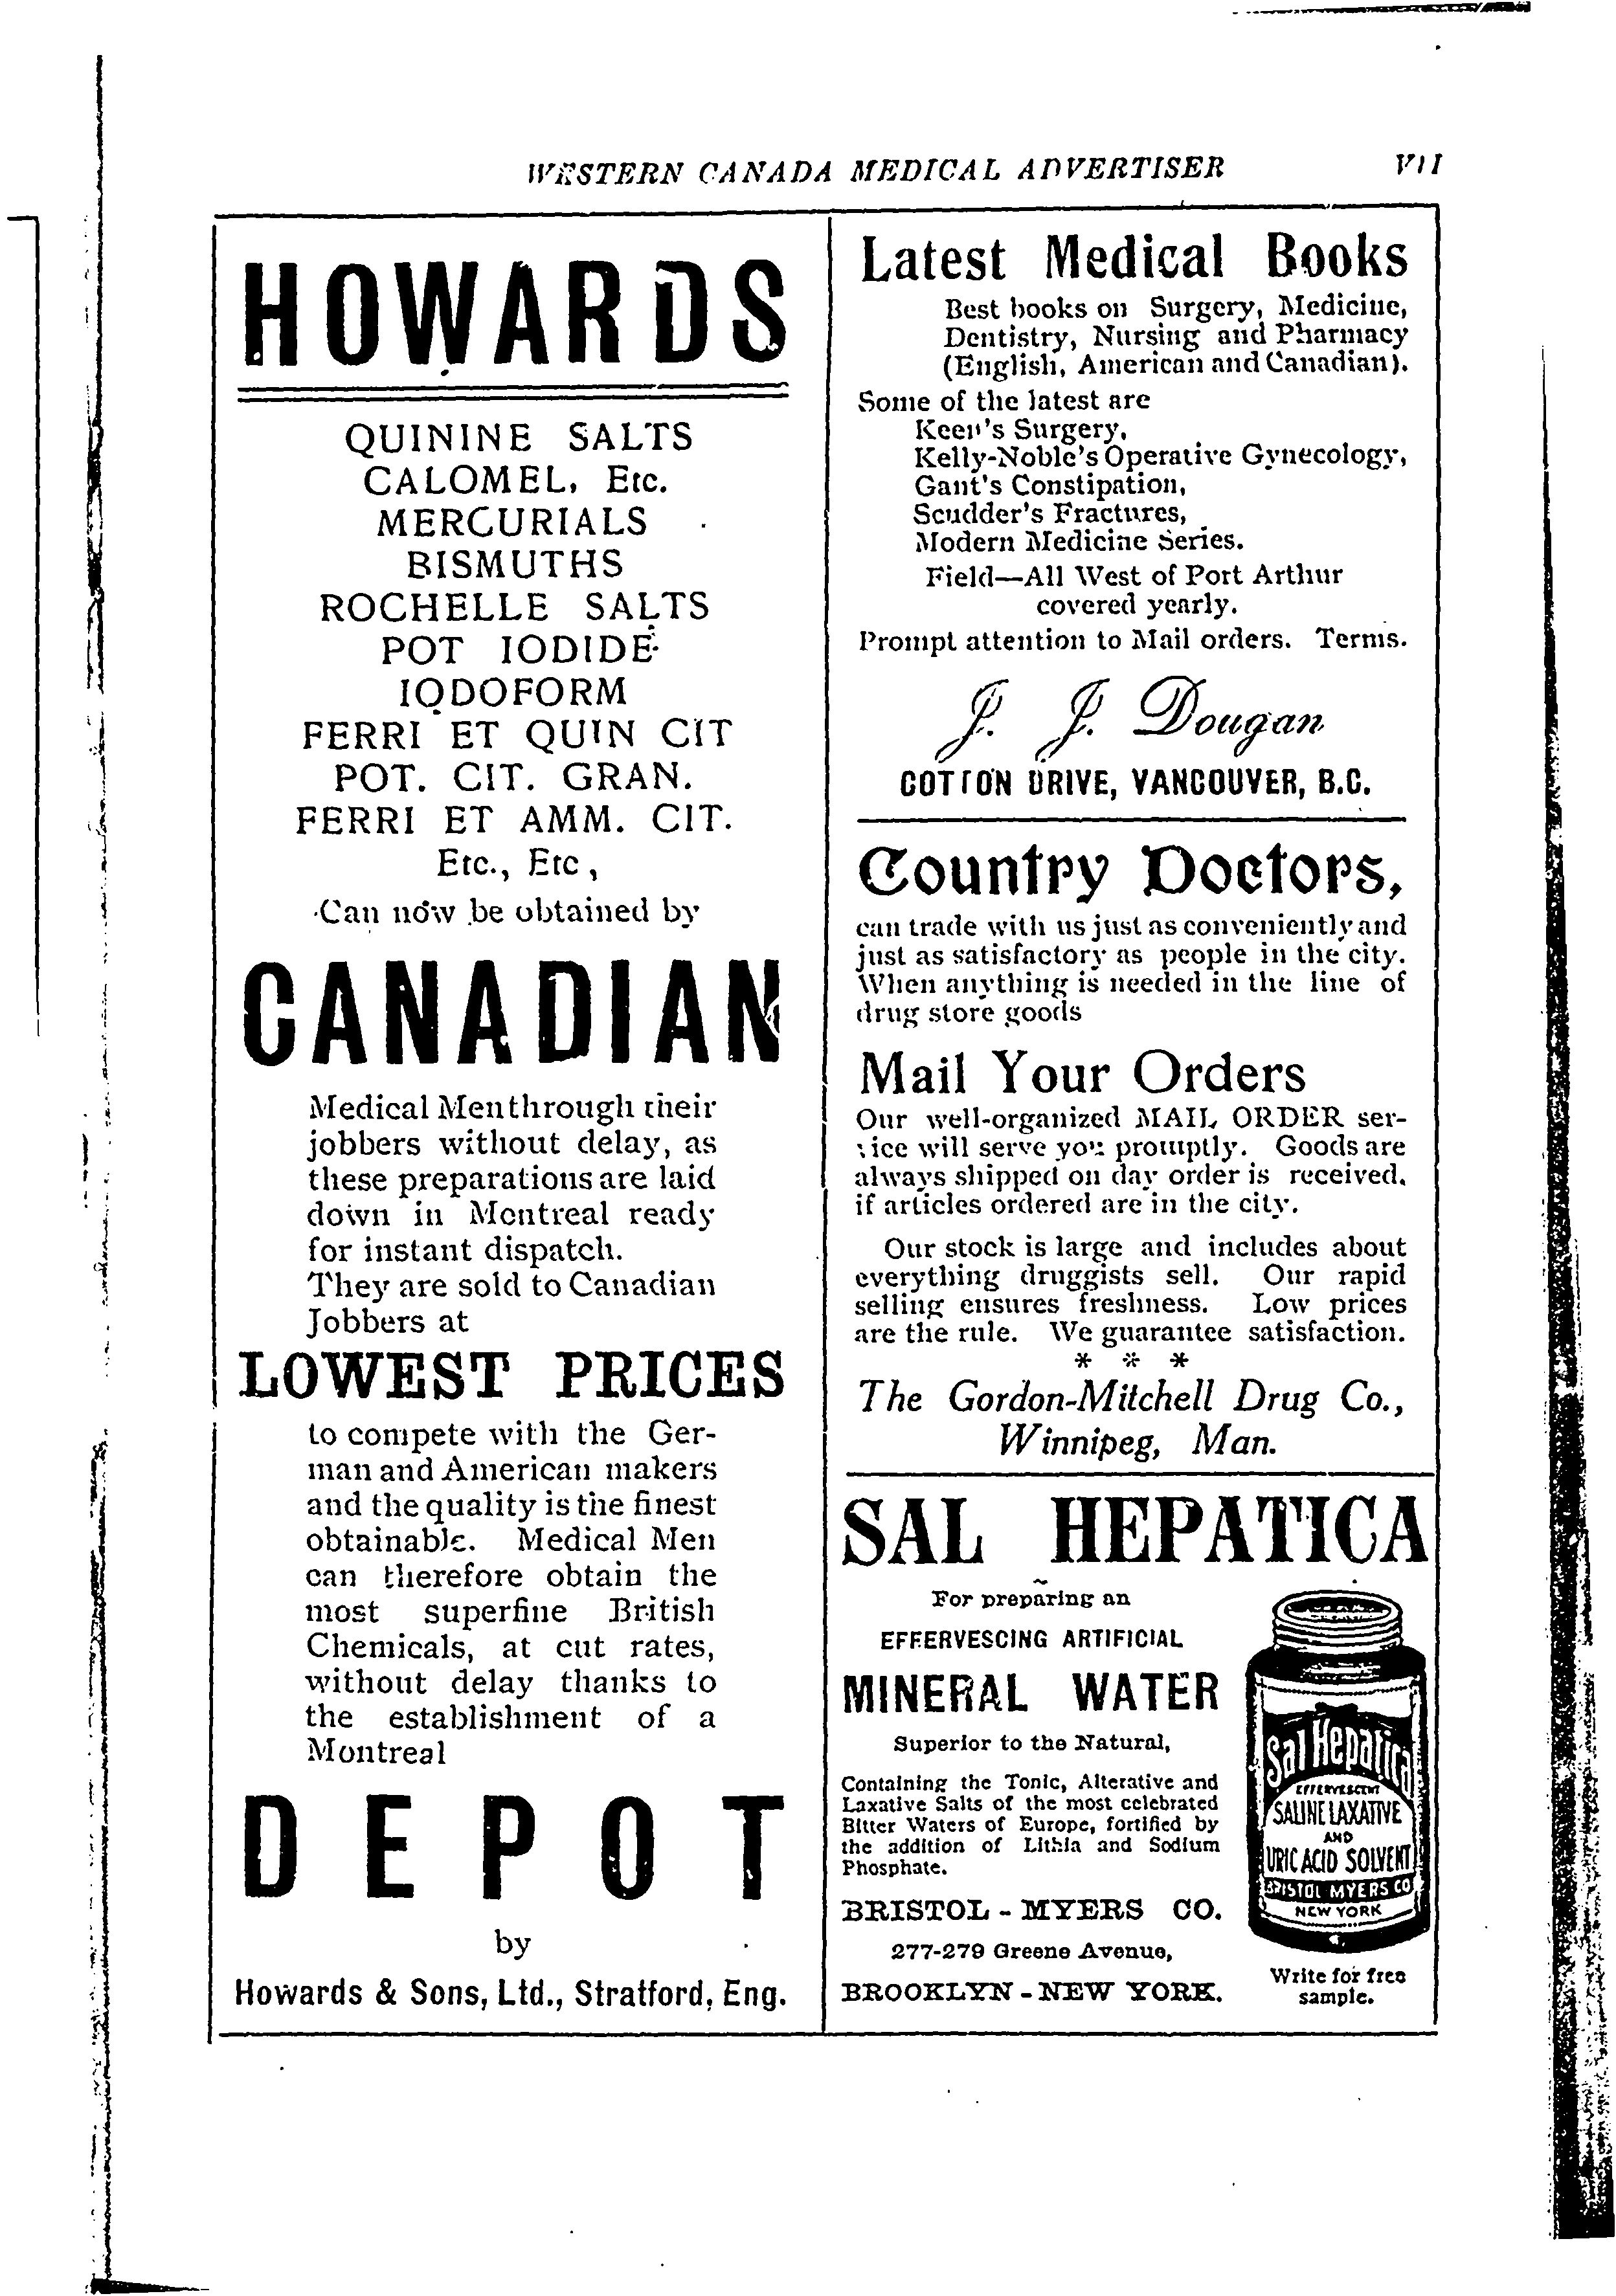 WESTERN CANADA MEDICAL ADVERTISER VII
HOWARDS
QUININE SALTS
CALOMEL, Etc.
MERCURIALS
BISMUTHS
ROCHELLE SALTS
POT IODIDE
IODOFORM
FERRI ET QUIN CIT
POT. CIT. GRAN.
FERRI ET AMM. CIT.
Etc., Etc,
Can now be obtained by
CANADIAN
Medical Men through their
jobbers without delay, as
these preparations are laid
down in Montreal ready
for instant dispatch.
They are sold to Canadian
Jobbers at
LOWEST PRICES
to compete with the Ger-
man and American makers
and the quality is the finest
obtainable. Medical Men
can therefore obtain the
most superfine British
Chemicals, at cut rates,
without delay thanks to
the establishment of a
Montreal
DEPOT
by
Howards & Sons, Ltd., Stratford, Eng.
Latest Medical Books
Best books on Surgery, Medicine,
Dentistry, Nursing and Pharmacy
(English, American and Canadian).
Some of the latest are
Keen's Surgery,
Kelly-Noble's Operative Gynecology,
Gant's Constipation,
Scudder's Fractures,
Modern Medicine Series.
Field—All West of Port Arthur
covered yearly.
Prompt attention to Mail orders. Terms.
J. J. Dougan
COTTON DRIVE, VANCOUVER, B.C.
Country Doctors,
can trade with us just as conveniently and
just as satisfactory as people in the city.
When anything is needed in the line of
drug store goods
Mail Your Orders
Our well-organized MAIL ORDER ser-
vice will serve you promptly. Goods are
always shipped on day order is received.
if articles ordered are in the city.
Our stock is large and includes about
everything druggists sell. Our rapid
selling ensures freshness. Low prices
are the rule. We guarantee satisfaction.
* * *
The Gordon-Mitchell Drug Co.,
Winnipeg, Man.
SAL HEPATICA
For preparing an
EFFERVESCING ARTIFICIAL
MINERAL WATER
Superior to the Natural,
Containing the Tonic, Alterative and
Laxative Salts of the most celebrated
Bitter Waters of Europe, fortified by
the addition of Lithia and Sodium
Phosphate.
BRISTOL - MYERS CO.
277-279 Greene Avenue,
BROOKLYN - NEW YORK.
Sal Hepatica
EFFERVESCENT
SALINE LAXATIVE
AND
URIC ACID SOLVENT
BRISTOL MYERS CO
NEW YORK
Write for free
sample.